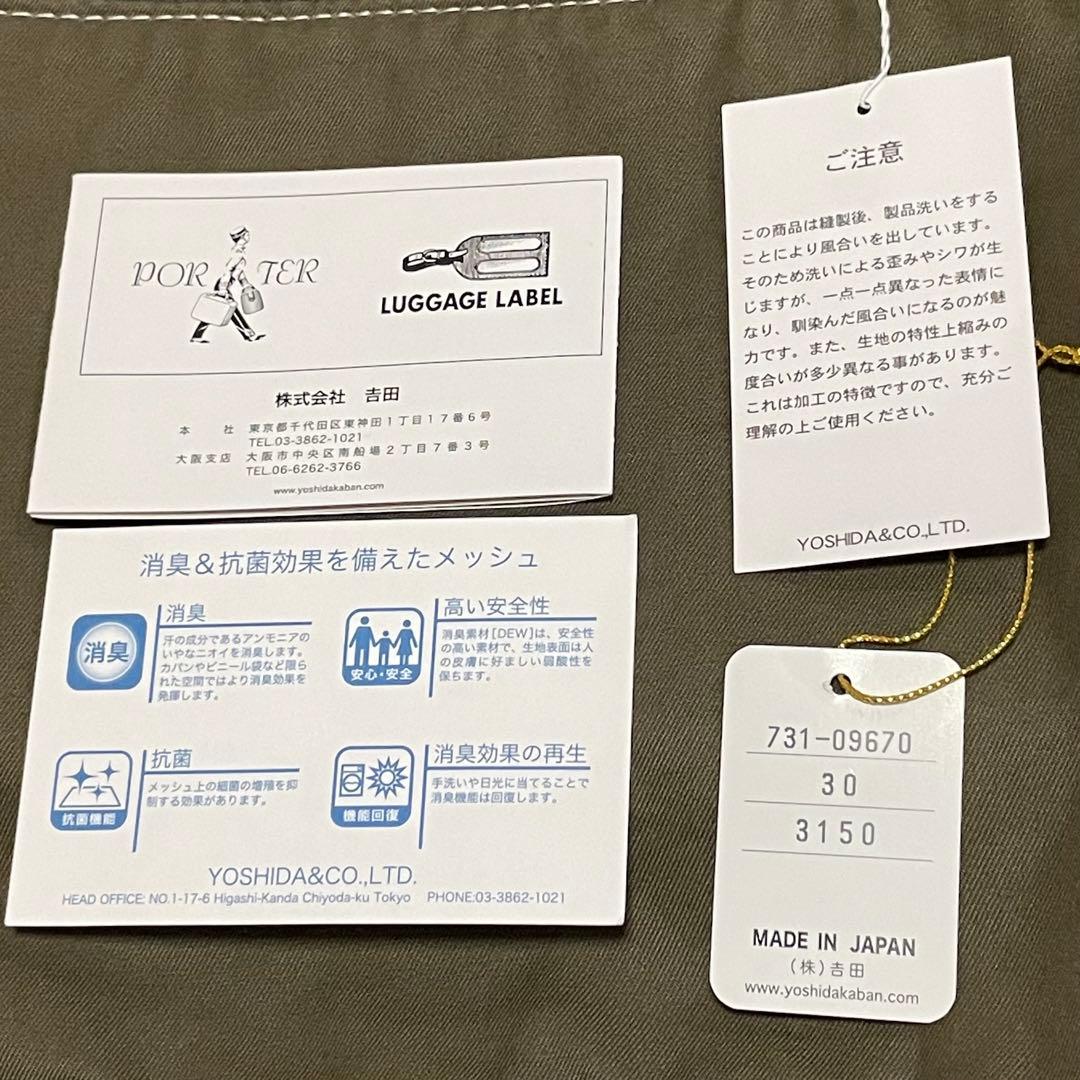 PORTER
LUGGAGE LABEL
株式会社 吉田
本 社 東京都千代田区東神田1丁目17番6号
TEL.03-3862-1021
大阪支店 大阪市中央区南船場2丁目7番3号
TEL.06-6262-3766
www.yoshidakaban.com
ご注意
この商品は縫製後、製品洗いをする
ことにより風合いを出しています。
そのため洗いによる歪みやシワが生
じますが、一点一点異なった表情に
なり、馴染んだ風合いになるのが魅
力です。また、生地の特性上縮みの
度合いが多少異なる事があります。
これは加工の特徴ですので、充分ご
理解の上ご使用ください。
YOSHIDA&CO.,LTD.
消臭&抗菌効果を備えたメッシュ
消臭
消臭
汗の成分であるアンモニアの
いやなニオイを消臭します。
カバンやビニール袋など限ら
れた空間ではより消臭効果を
発揮します。
安心・安全
高い安全性
消臭素材[DEW]は、安全性
の高い素材で、生地表面は人
の皮膚に好ましい弱酸性を
保ちます。
抗菌機能
抗菌
メッシュ上の細菌の増殖を抑
制する効果があります。
機能回復
消臭効果の再生
手洗いや日光に当てることで
消臭機能は回復します。
YOSHIDA&CO.,LTD.
HEAD OFFICE: NO.1-17-6 Higashi-Kanda Chiyoda-ku Tokyo PHONE:03-3862-1021
731-09670
30
3150
MADE IN JAPAN
(株)吉田
www.yoshidakaban.com